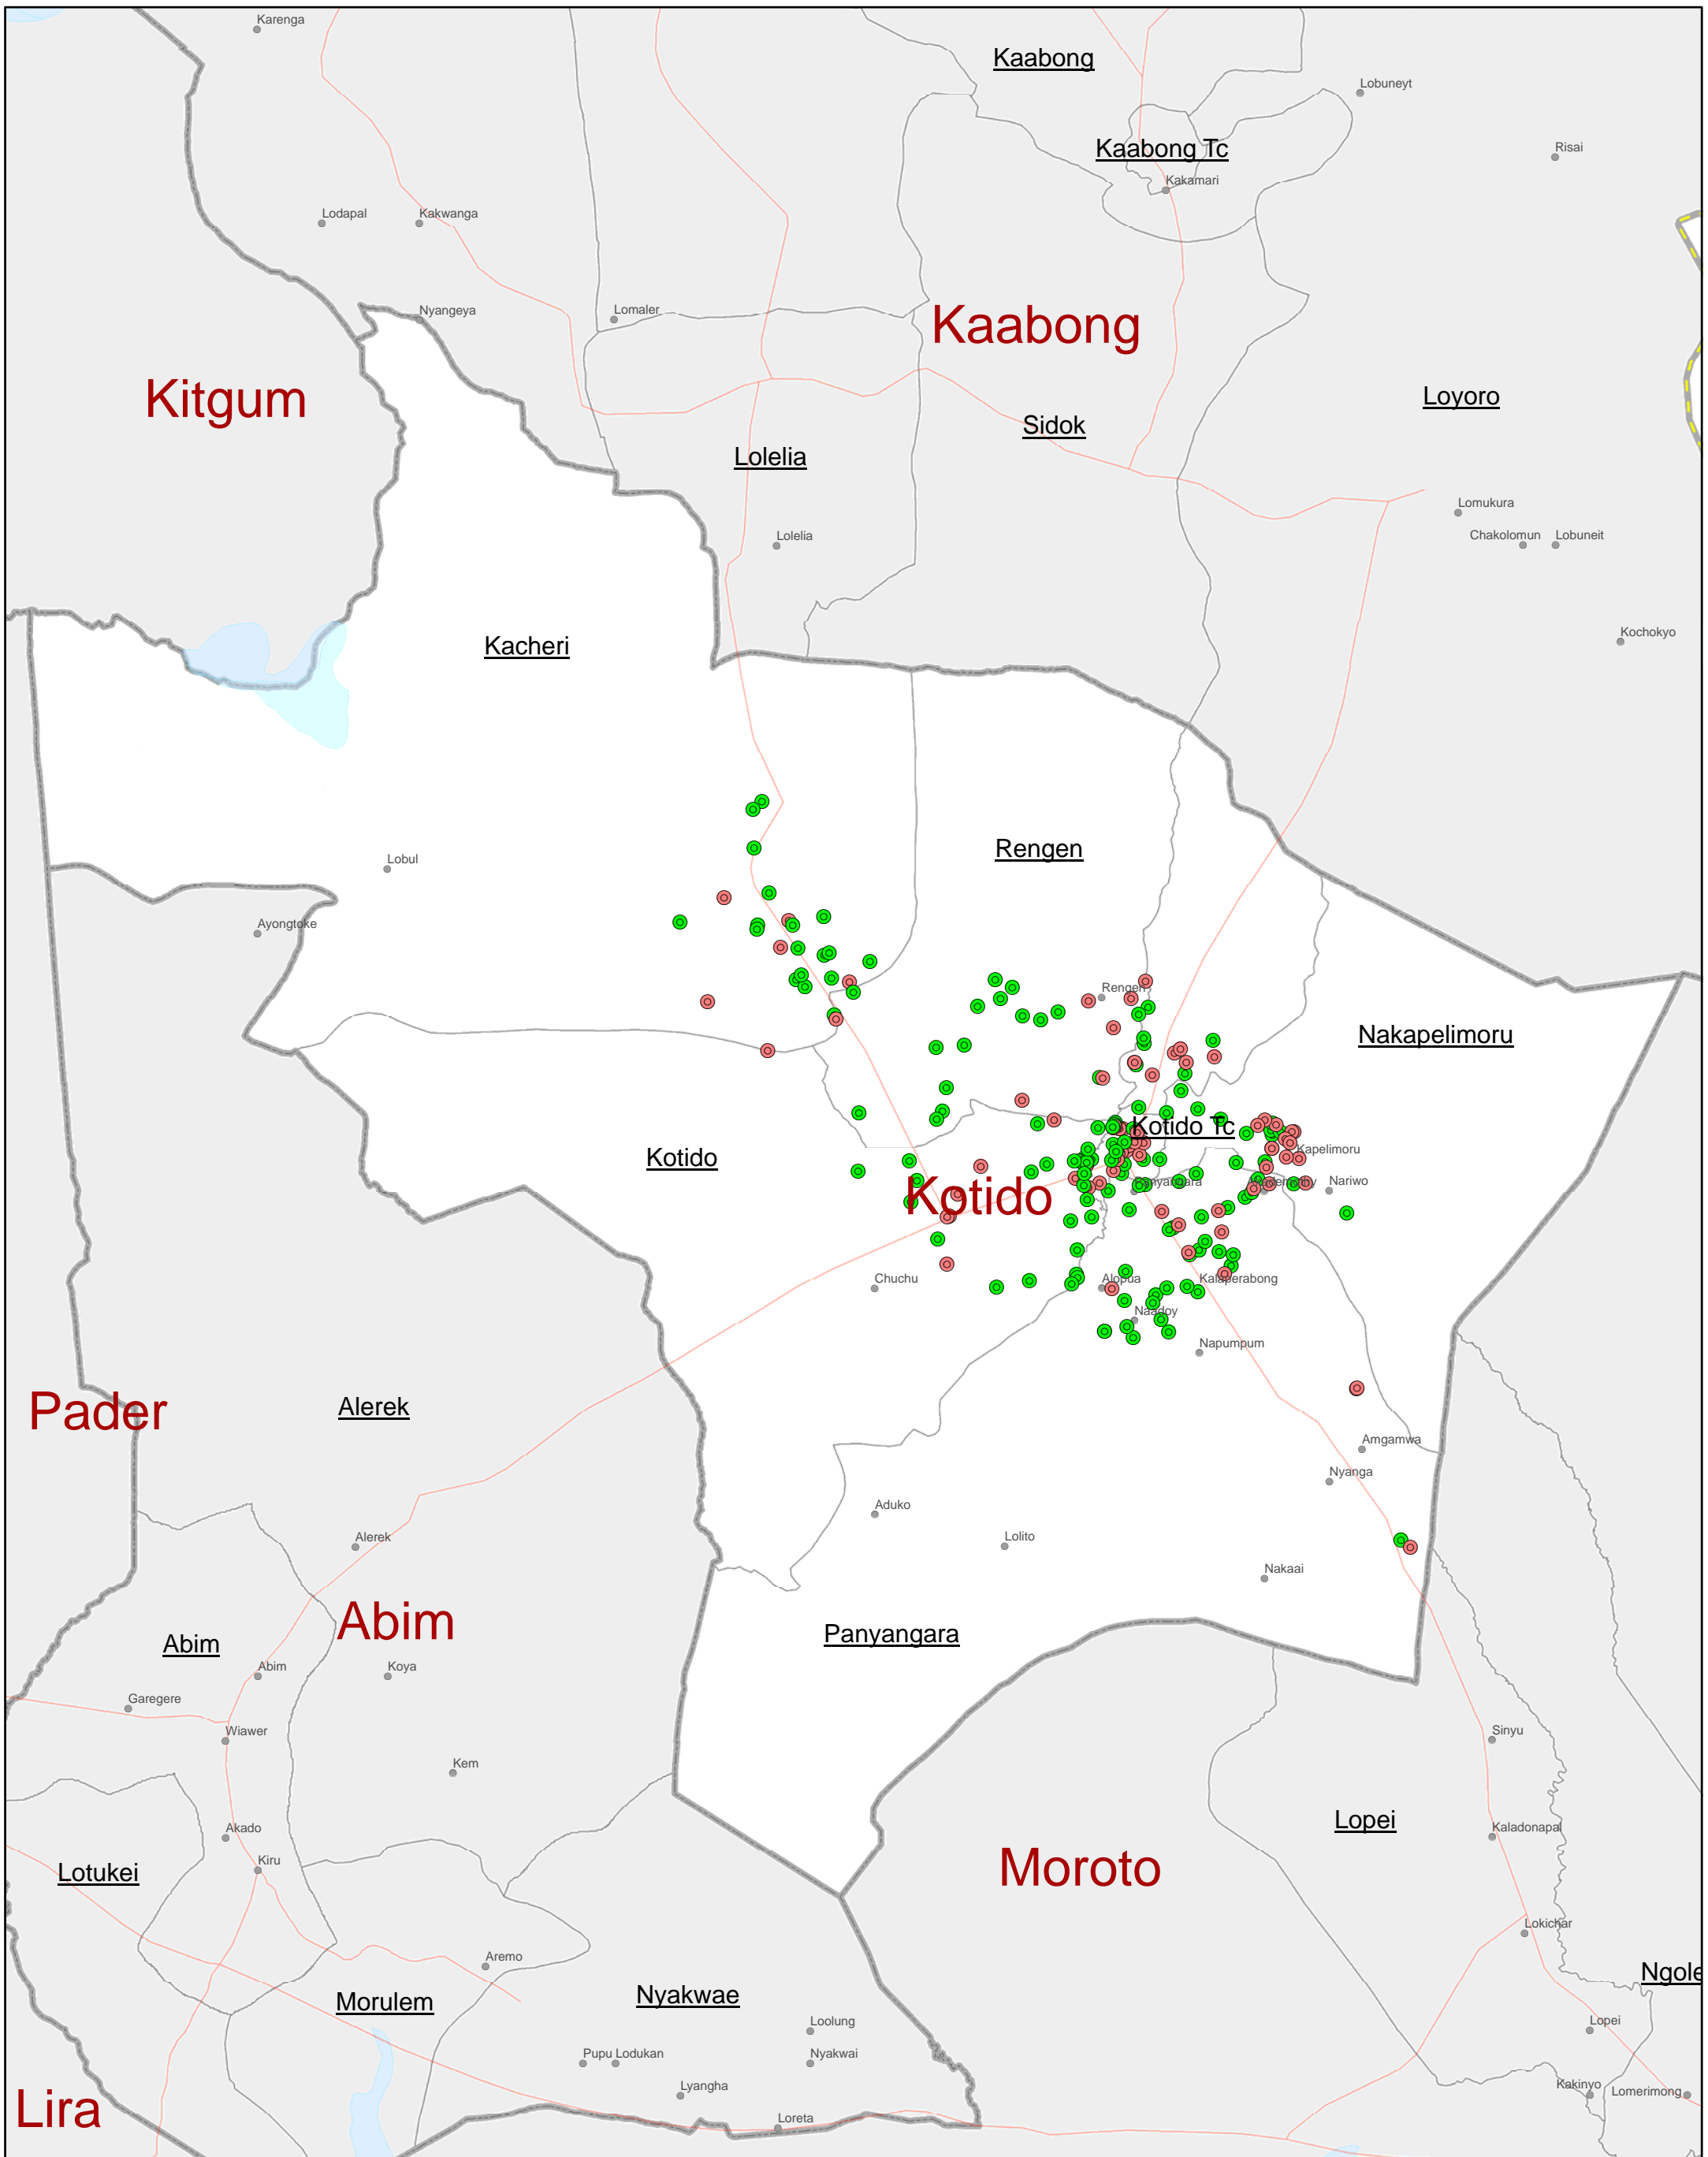 Karenga
Kaabong
Lobuneyt
Kaabong Tc
Risai
Kakamari
Lodapal
Kakwanga
Nyangeya
Lomaler
Kaabong
Kitgum
Loyoro
Sidok
Lolelia
Lomukura
Lolelia
Chakolomun
Lobuneit
Kochokyo
Kacheri
Rengen
Lobul
Ayongtoke
Rengen
Nakapelimoru
Kotido Tc
Kapelimoru
Kotido
Nariwo
Kotido
Chuchu
Alopua
Kalaperabong
Naadoy
Napumpum
Pader
Alerek
Amgamwa
Nyanga
Aduko
Lolito
Alerek
Nakaai
Abim
Panyangara
Abim
Abim
Koya
Garegere
Wiawer
Sinyu
Kem
Lopei
Akado
Kaladonapal
Kiru
Lotukei
Moroto
Lokichar
Aremo
Ngole
Nyakwae
Morulem
Loolung
Lopei
Pupu Lodukan
Nyakwai
Lyangha
Kakinyo
Lomerimong
Lira
Loreta